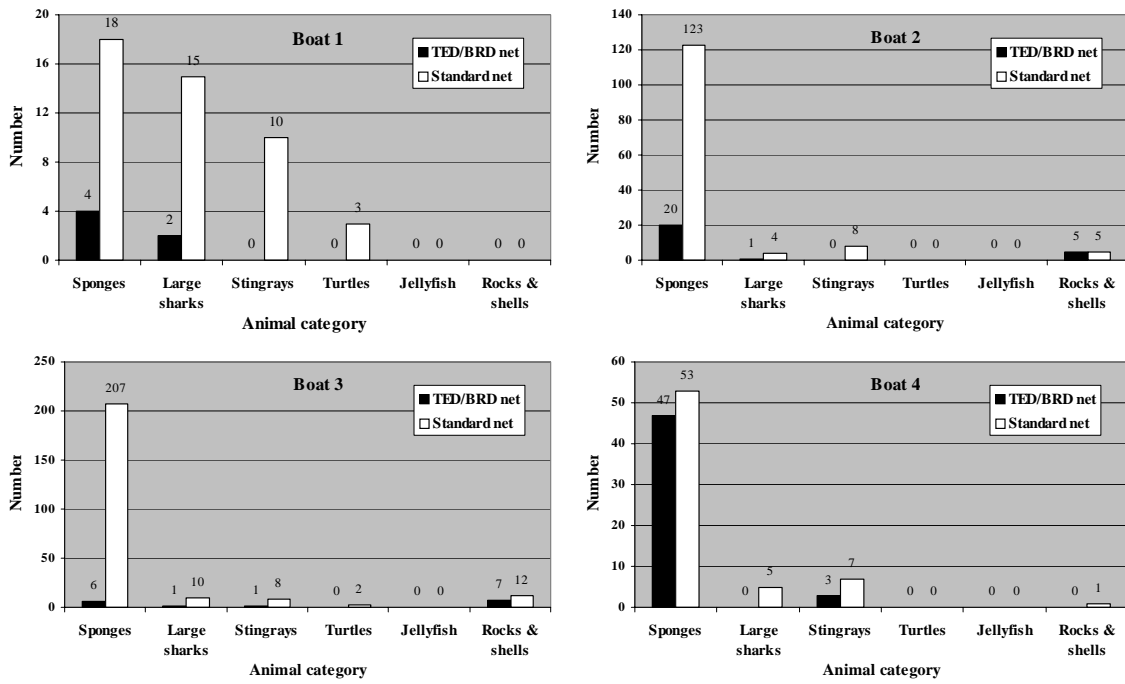 Boat 1
TED/BRD net
Standard net
Number
20
16
12
8
4
0
18
4
15
2
10
0
3
0
0 0
0 0
Sponges
Large sharks
Stingrays
Turtles
Jellyfish
Rocks & shells
Animal category
Boat 2
TED/BRD net
Standard net
Number
140
120
100
80
60
40
20
0
123
20
1 4
0 8
0 0
0 0
5 5
Sponges
Large sharks
Stingrays
Turtles
Jellyfish
Rocks & shells
Animal category
Boat 3
TED/BRD net
Standard net
Number
250
200
150
100
50
0
207
6
1 10
1 8
0 2
0 0
7 12
Sponges
Large sharks
Stingrays
Turtles
Jellyfish
Rocks & shells
Animal category
Boat 4
TED/BRD net
Standard net
Number
60
50
40
30
20
10
0
47 53
0 5
3 7
0 0
0 0
0 1
Sponges
Large sharks
Stingrays
Turtles
Jellyfish
Rocks & shells
Animal category